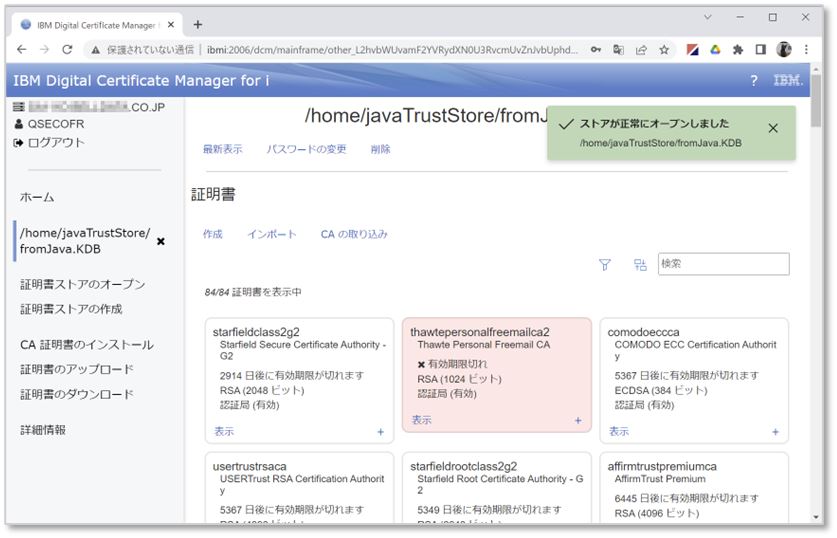 IBM Digital Certificate Manager f
保護されていない通信
ibmi:2006/dcm/mainframe/other_L2hvbWUvamF2YVRydXN0U3RvcmUvZnJvbUphd...
IBM Digital Certificate Manager for i
?
IBM.
.CO.JP
QSECOFR
ログアウト
ホーム
/home/javaTrustStore/
fromJava.KDB
証明書ストアのオープン
証明書ストアの作成
CA 証明書のインストール
証明書のアップロード
証明書のダウンロード
詳細情報
/home/javaTrustStore/fromJ
ストアが正常にオープンしました
/home/javaTrustStore/fromJava.KDB
最新表示
パスワードの変更
削除
証明書
作成
インポート
CA の取り込み
検索
84/84 証明書を表示中
starfieldclass2g2
Starfield Secure Certificate Authority -
G2
2914 日後に有効期限が切れます
RSA (2048 ビット)
認証局 (有効)
表示
+
thawtepersonalfreemailca2
Thawte Personal Freemail CA
有効期限切れ
RSA (1024 ビット)
認証局 (有効)
表示
+
comodoeccca
COMODO ECC Certification Authorit
y
5367 日後に有効期限が切れます
ECDSA (384 ビット)
認証局 (有効)
表示
+
usertrustrsaca
USERTrust RSA Certification Authorit
y
5367 日後に有効期限が切れます
starfieldrootclass2g2
Starfield Root Certificate Authority - G
2
5349 日後に有効期限が切れます
affirmtrustpremiumca
AffirmTrust Premium
6445 日後に有効期限が切れます
RSA (4096 ビット)